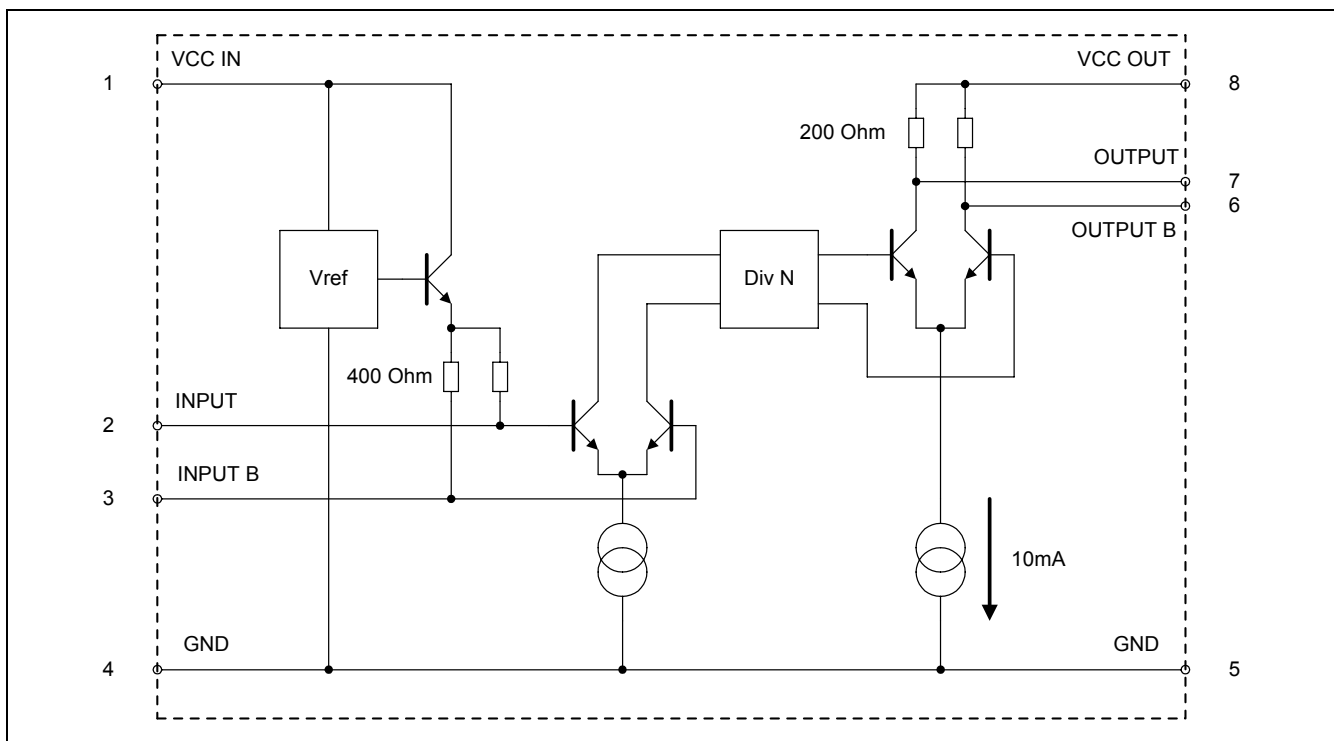 VCC IN
VCC OUT
1
8
200 Ohm
OUTPUT
7
6
OUTPUT B
Vref
Div N
400 Ohm
INPUT
2
INPUT B
3
10mA
GND
GND
4
5